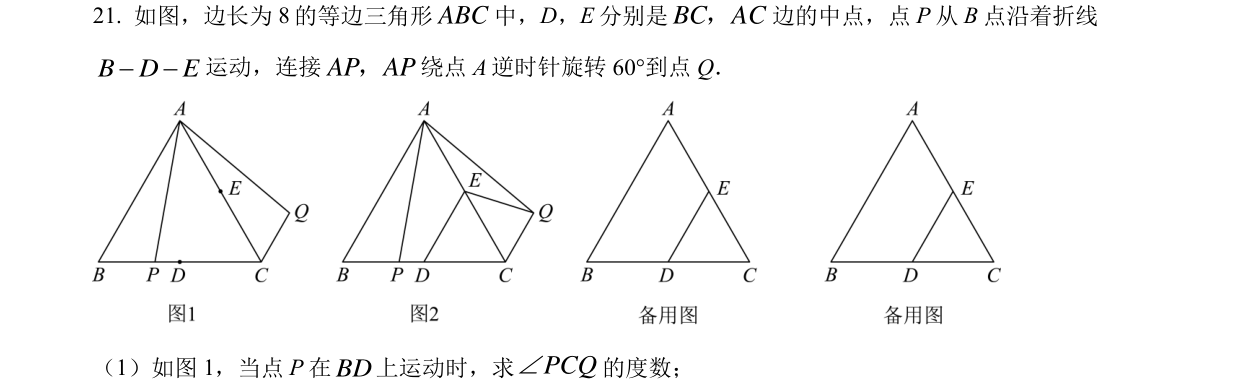 21. 如图，边长为 8 的等边三角形 ABC 中，D，E 分别是 BC，AC 边的中点，点 P 从 B 点沿着折线
B－D－E 运动，连接 AP，AP 绕点 A 逆时针旋转 60°到点 Q．
A
E
Q
B
P
D
C
图1
A
E
Q
B
P
D
C
图2
A
E
B
D
C
备用图
A
E
B
D
C
备用图
（1）如图 1，当点 P 在 BD 上运动时，求∠PCQ 的度数；